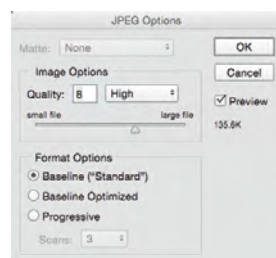 JPEG Options
Matte: None
OK
Image Options
Cancel
Quality: 8 High
Preview
small file large file
135.6K
Format Options
Baseline ("Standard")
Baseline Optimized
Progressive
Scans: 3